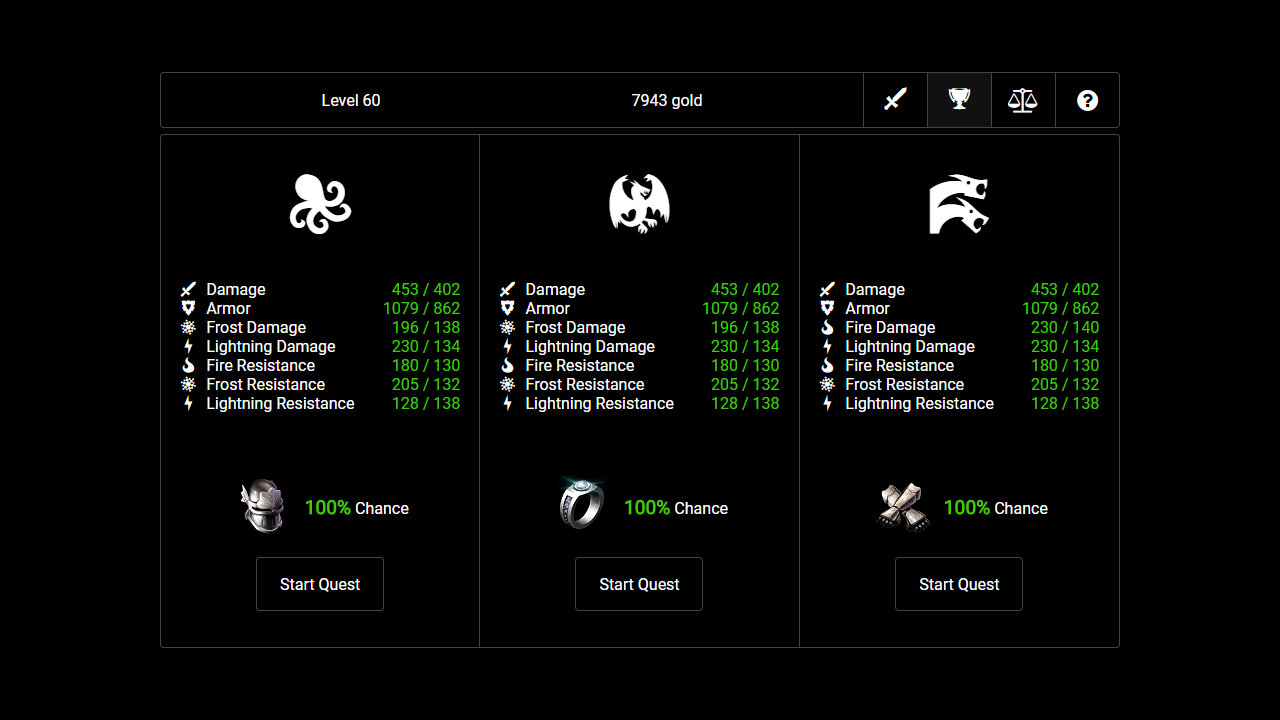 Level 60
7943 gold
Damage 453 / 402
Armor 1079 / 862
Frost Damage 196 / 138
Lightning Damage 230 / 134
Fire Resistance 180 / 130
Frost Resistance 205 / 132
Lightning Resistance 128 / 138
100% Chance
Start Quest
Damage 453 / 402
Armor 1079 / 862
Frost Damage 196 / 138
Lightning Damage 230 / 134
Fire Resistance 180 / 130
Frost Resistance 205 / 132
Lightning Resistance 128 / 138
100% Chance
Start Quest
Damage 453 / 402
Armor 1079 / 862
Fire Damage 230 / 140
Lightning Damage 230 / 134
Fire Resistance 180 / 130
Frost Resistance 205 / 132
Lightning Resistance 128 / 138
100% Chance
Start Quest